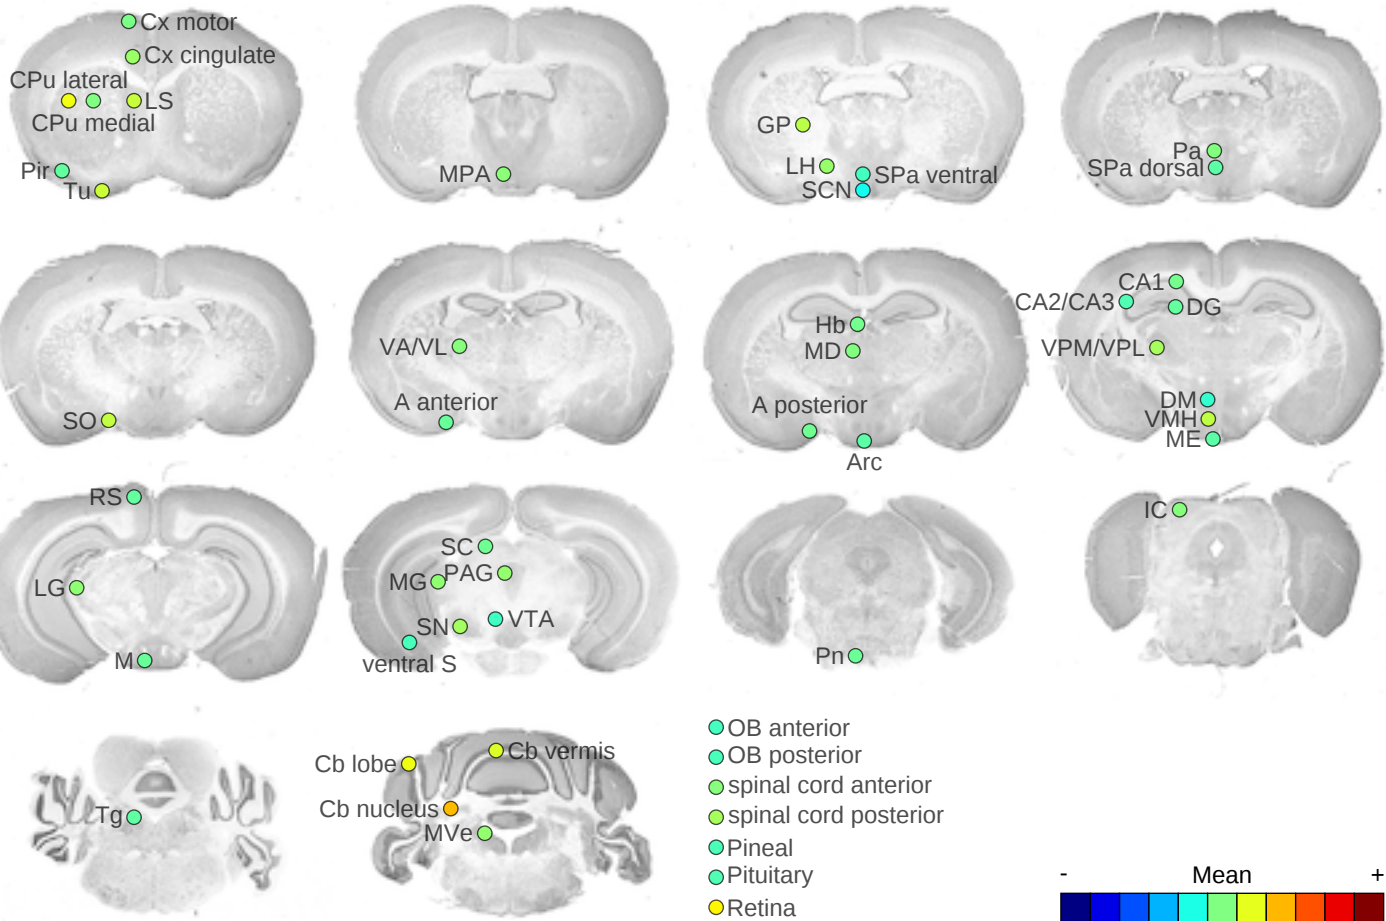 Cx motor
Cx cingulate
CPu lateral
LS
CPu medial
Pir
Tu
MPA
GP
LH
SPa ventral
SCN
Pa
SPa dorsal
SO
VA/VL
A anterior
Hb
MD
A posterior
Arc
CA1
CA2/CA3
DG
VPM/VPL
DM
VMH
ME
RS
LG
M
SC
MG
PAG
SN
VTA
ventral S
Pn
IC
Tg
Cb lobe
Cb vermis
Cb nucleus
MVe
OB anterior
OB posterior
spinal cord anterior
spinal cord posterior
Pineal
Pituitary
Retina
- Mean +